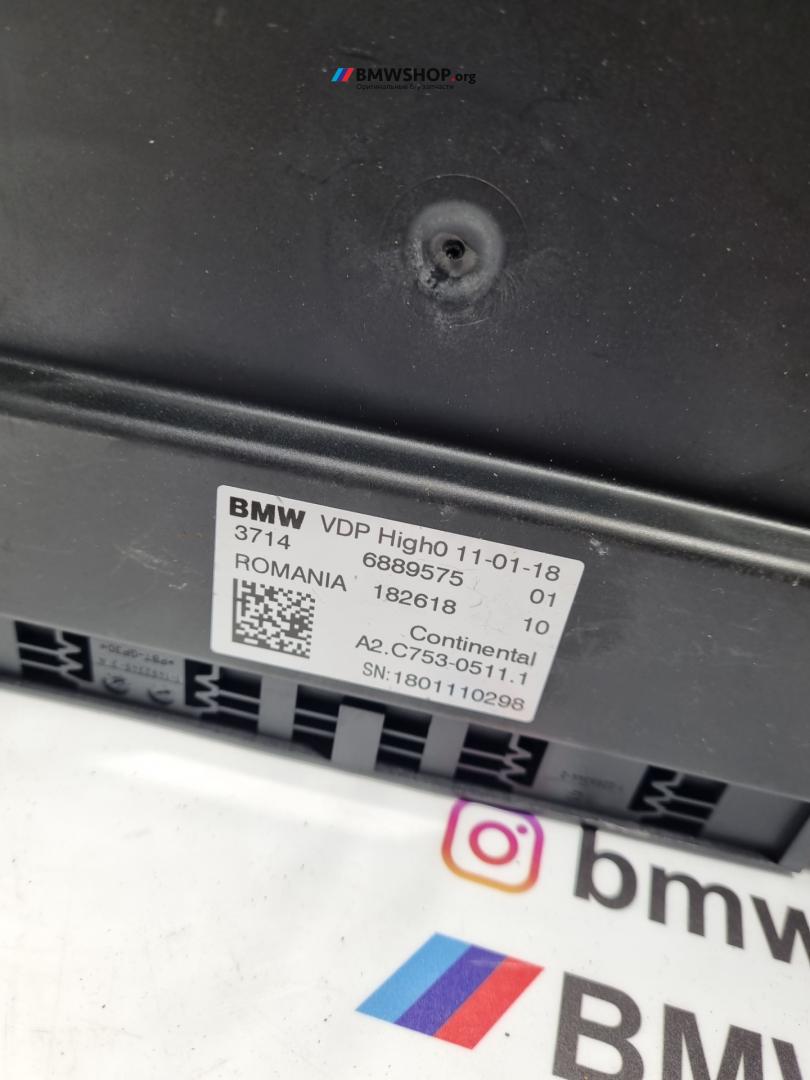 BMWSHOP.org
Оригинальные б/у запчасти
BMW VDP High0 11-01-18
3714 6889575 01
ROMANIA 182618 10
Continental
A2.C753-0511.1
SN:1801110298
bmw
BMW